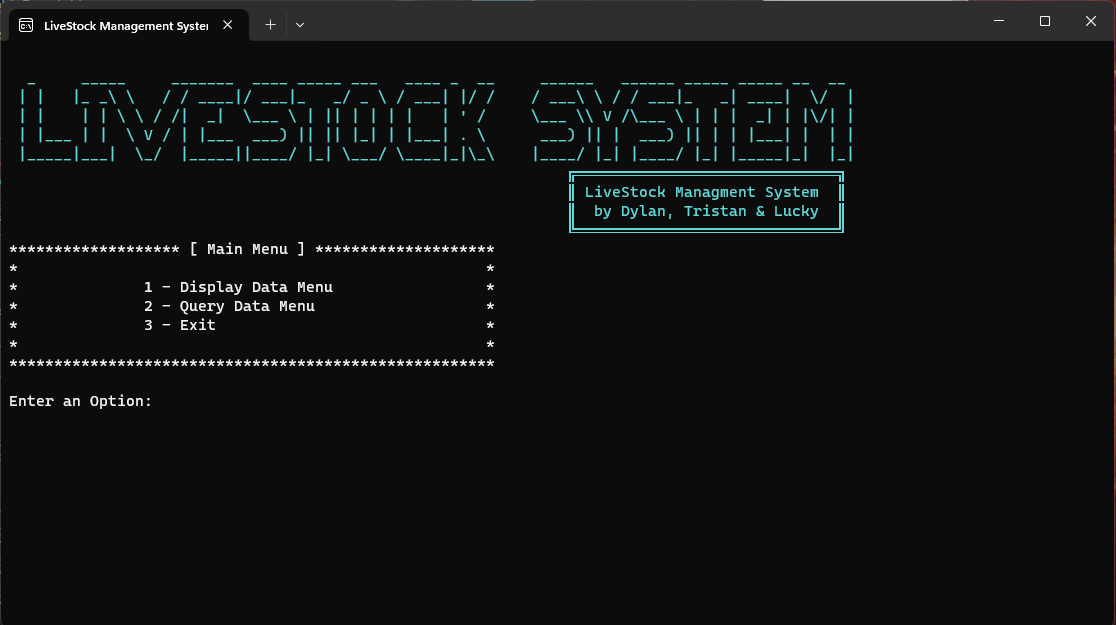 LiveStock Management System
LIVESTOCK SYSTEM
LiveStock Managment System
by Dylan, Tristan & Lucky
******************* [ Main Menu ] ********************
* *
* 1 - Display Data Menu *
* 2 - Query Data Menu *
* 3 - Exit *
* *
******************************************************
Enter an Option: